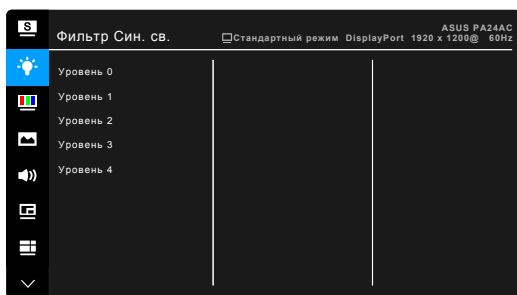 S
ASUS PA24AC
Фильтр Син. св.
Стандартный режим DisplayPort 1920 x 1200@ 60Hz
Уровень 0
Уровень 1
Уровень 2
Уровень 3
Уровень 4